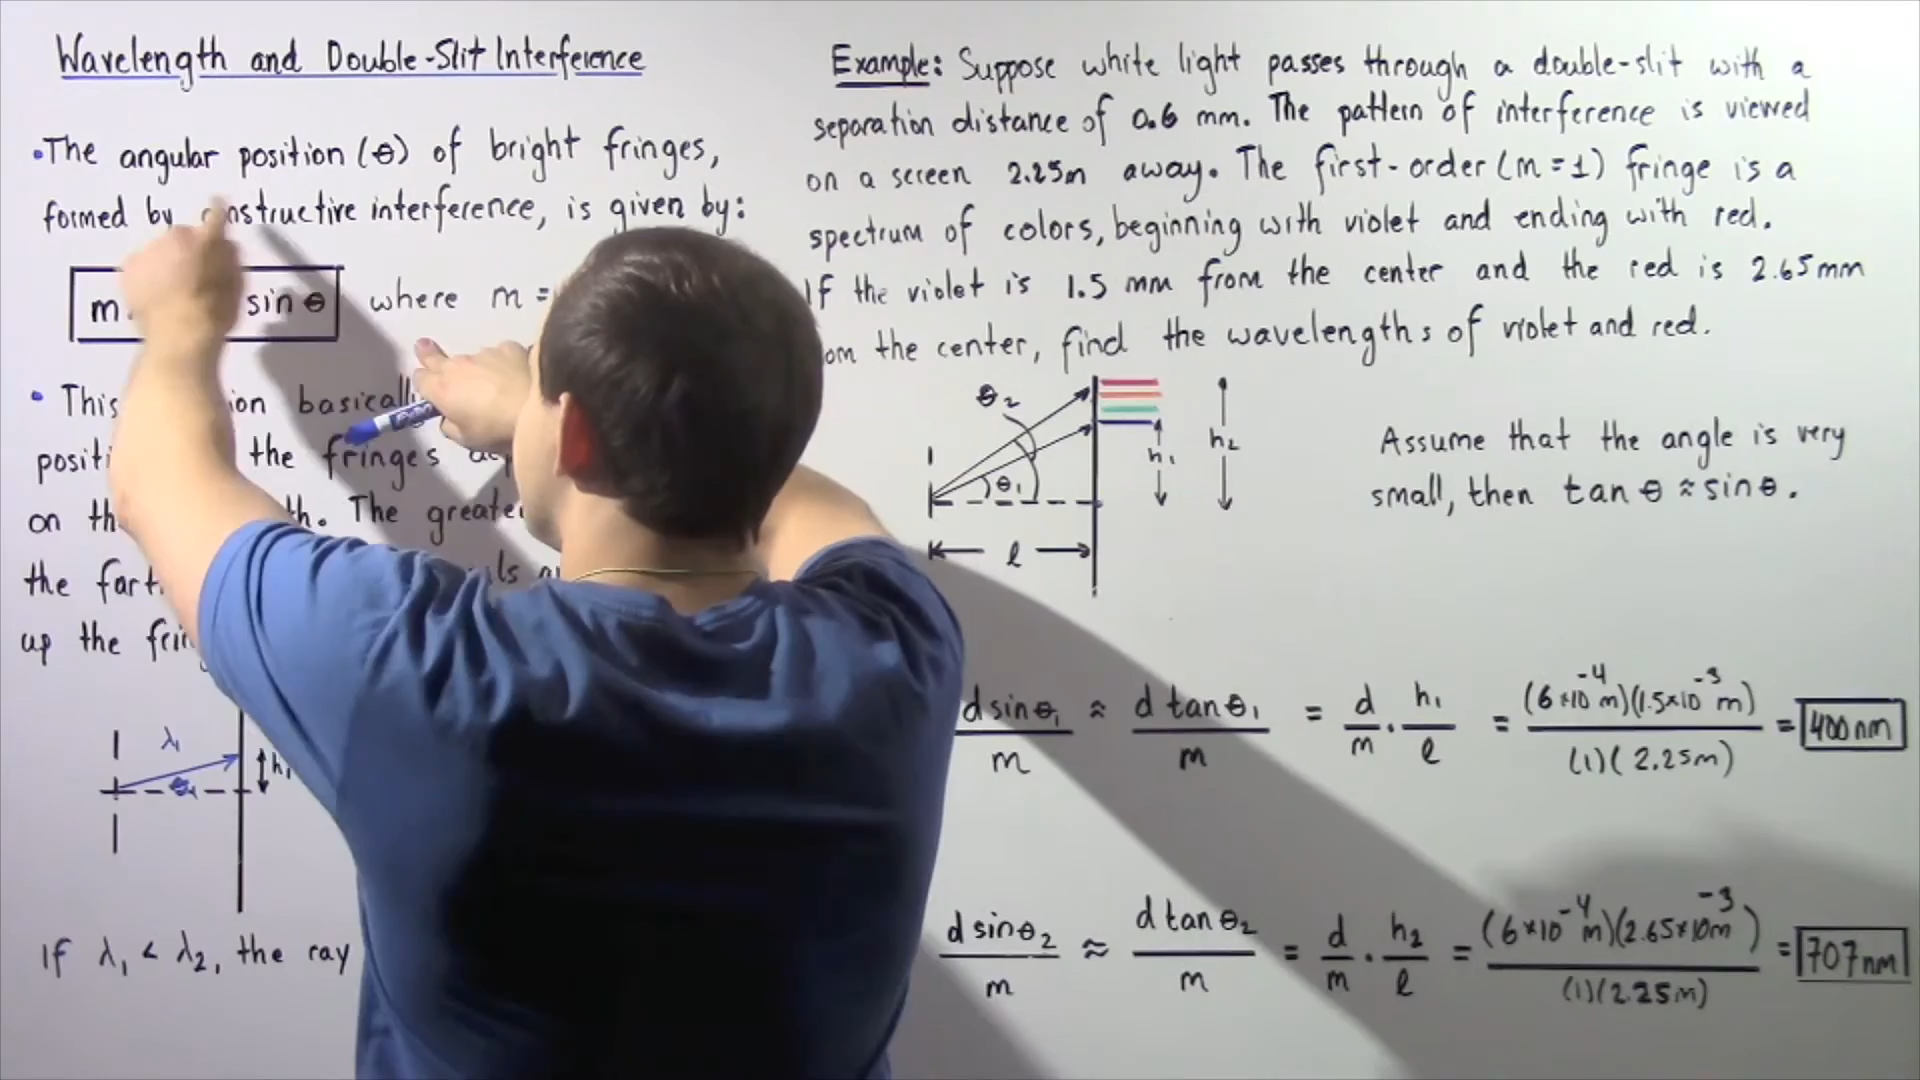 Wavelength and Double-Slit Interference
•The angular position (θ) of bright fringes,
formed by constructive interference, is given by:
m sin θ where m =
• This basically
positi the fringes
on th The greater
the fart
up the
λ₁
θ₁
h₁
If λ₁ < λ₂, the ray
Example: Suppose white light passes through a double-slit with a
separation distance of 0.6 mm. The pattern of interference is viewed
on a screen 2.25m away. The first-order (m=1) fringe is a
spectrum of colors, beginning with violet and ending with red.
If the violet is 1.5 mm from the center and the red is 2.65mm
om the center, find the wavelengths of violet and red.
θ₂
θ₁
h₁
h₂
l
Assume that the angle is very
small, then tan θ ≈ sin θ.
d sin θ₁ / m ≈ d tan θ₁ / m = d/m · h₁/l = (6×10⁻⁴ m)(1.5×10⁻³ m) / (1)(2.25m) = 400 nm
d sin θ₂ / m ≈ d tan θ₂ / m = d/m · h₂/l = (6×10⁻⁴ m)(2.65×10⁻³ m) / (1)(2.25m) = 707 nm